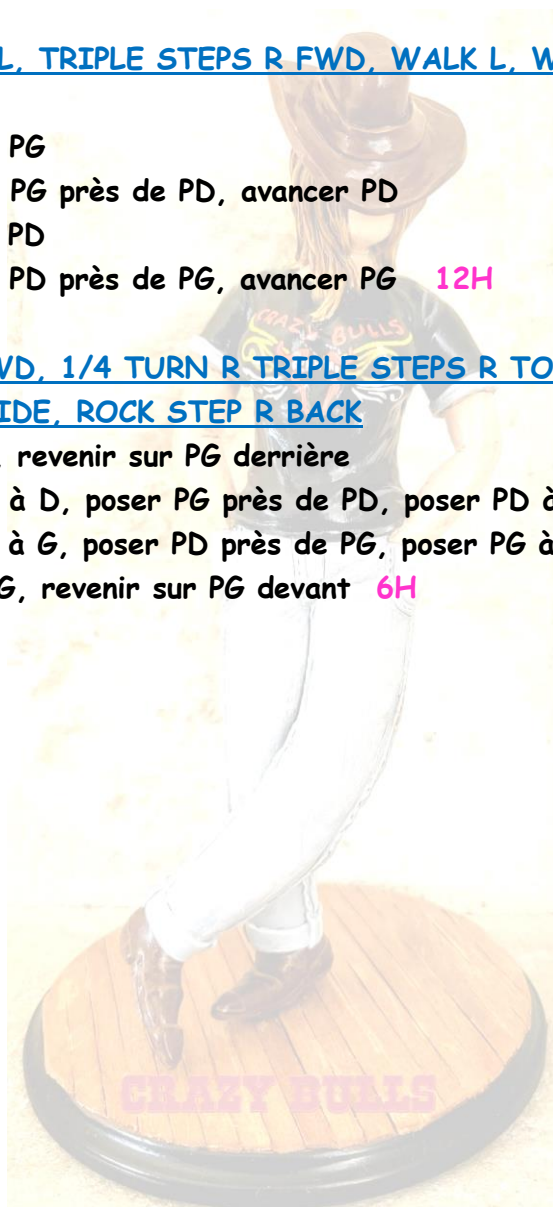 L, TRIPLE STEPS R FWD, WALK L, W
PG
PG près de PD, avancer PD
PD
PD près de PG, avancer PG 12H
WD, 1/4 TURN R TRIPLE STEPS R TO
IDE, ROCK STEP R BACK
, revenir sur PG derrière
à D, poser PG près de PD, poser PD à
à G, poser PD près de PG, poser PG à
G, revenir sur PG devant 6H
CRAZY BULLS
CRAZY BULLS